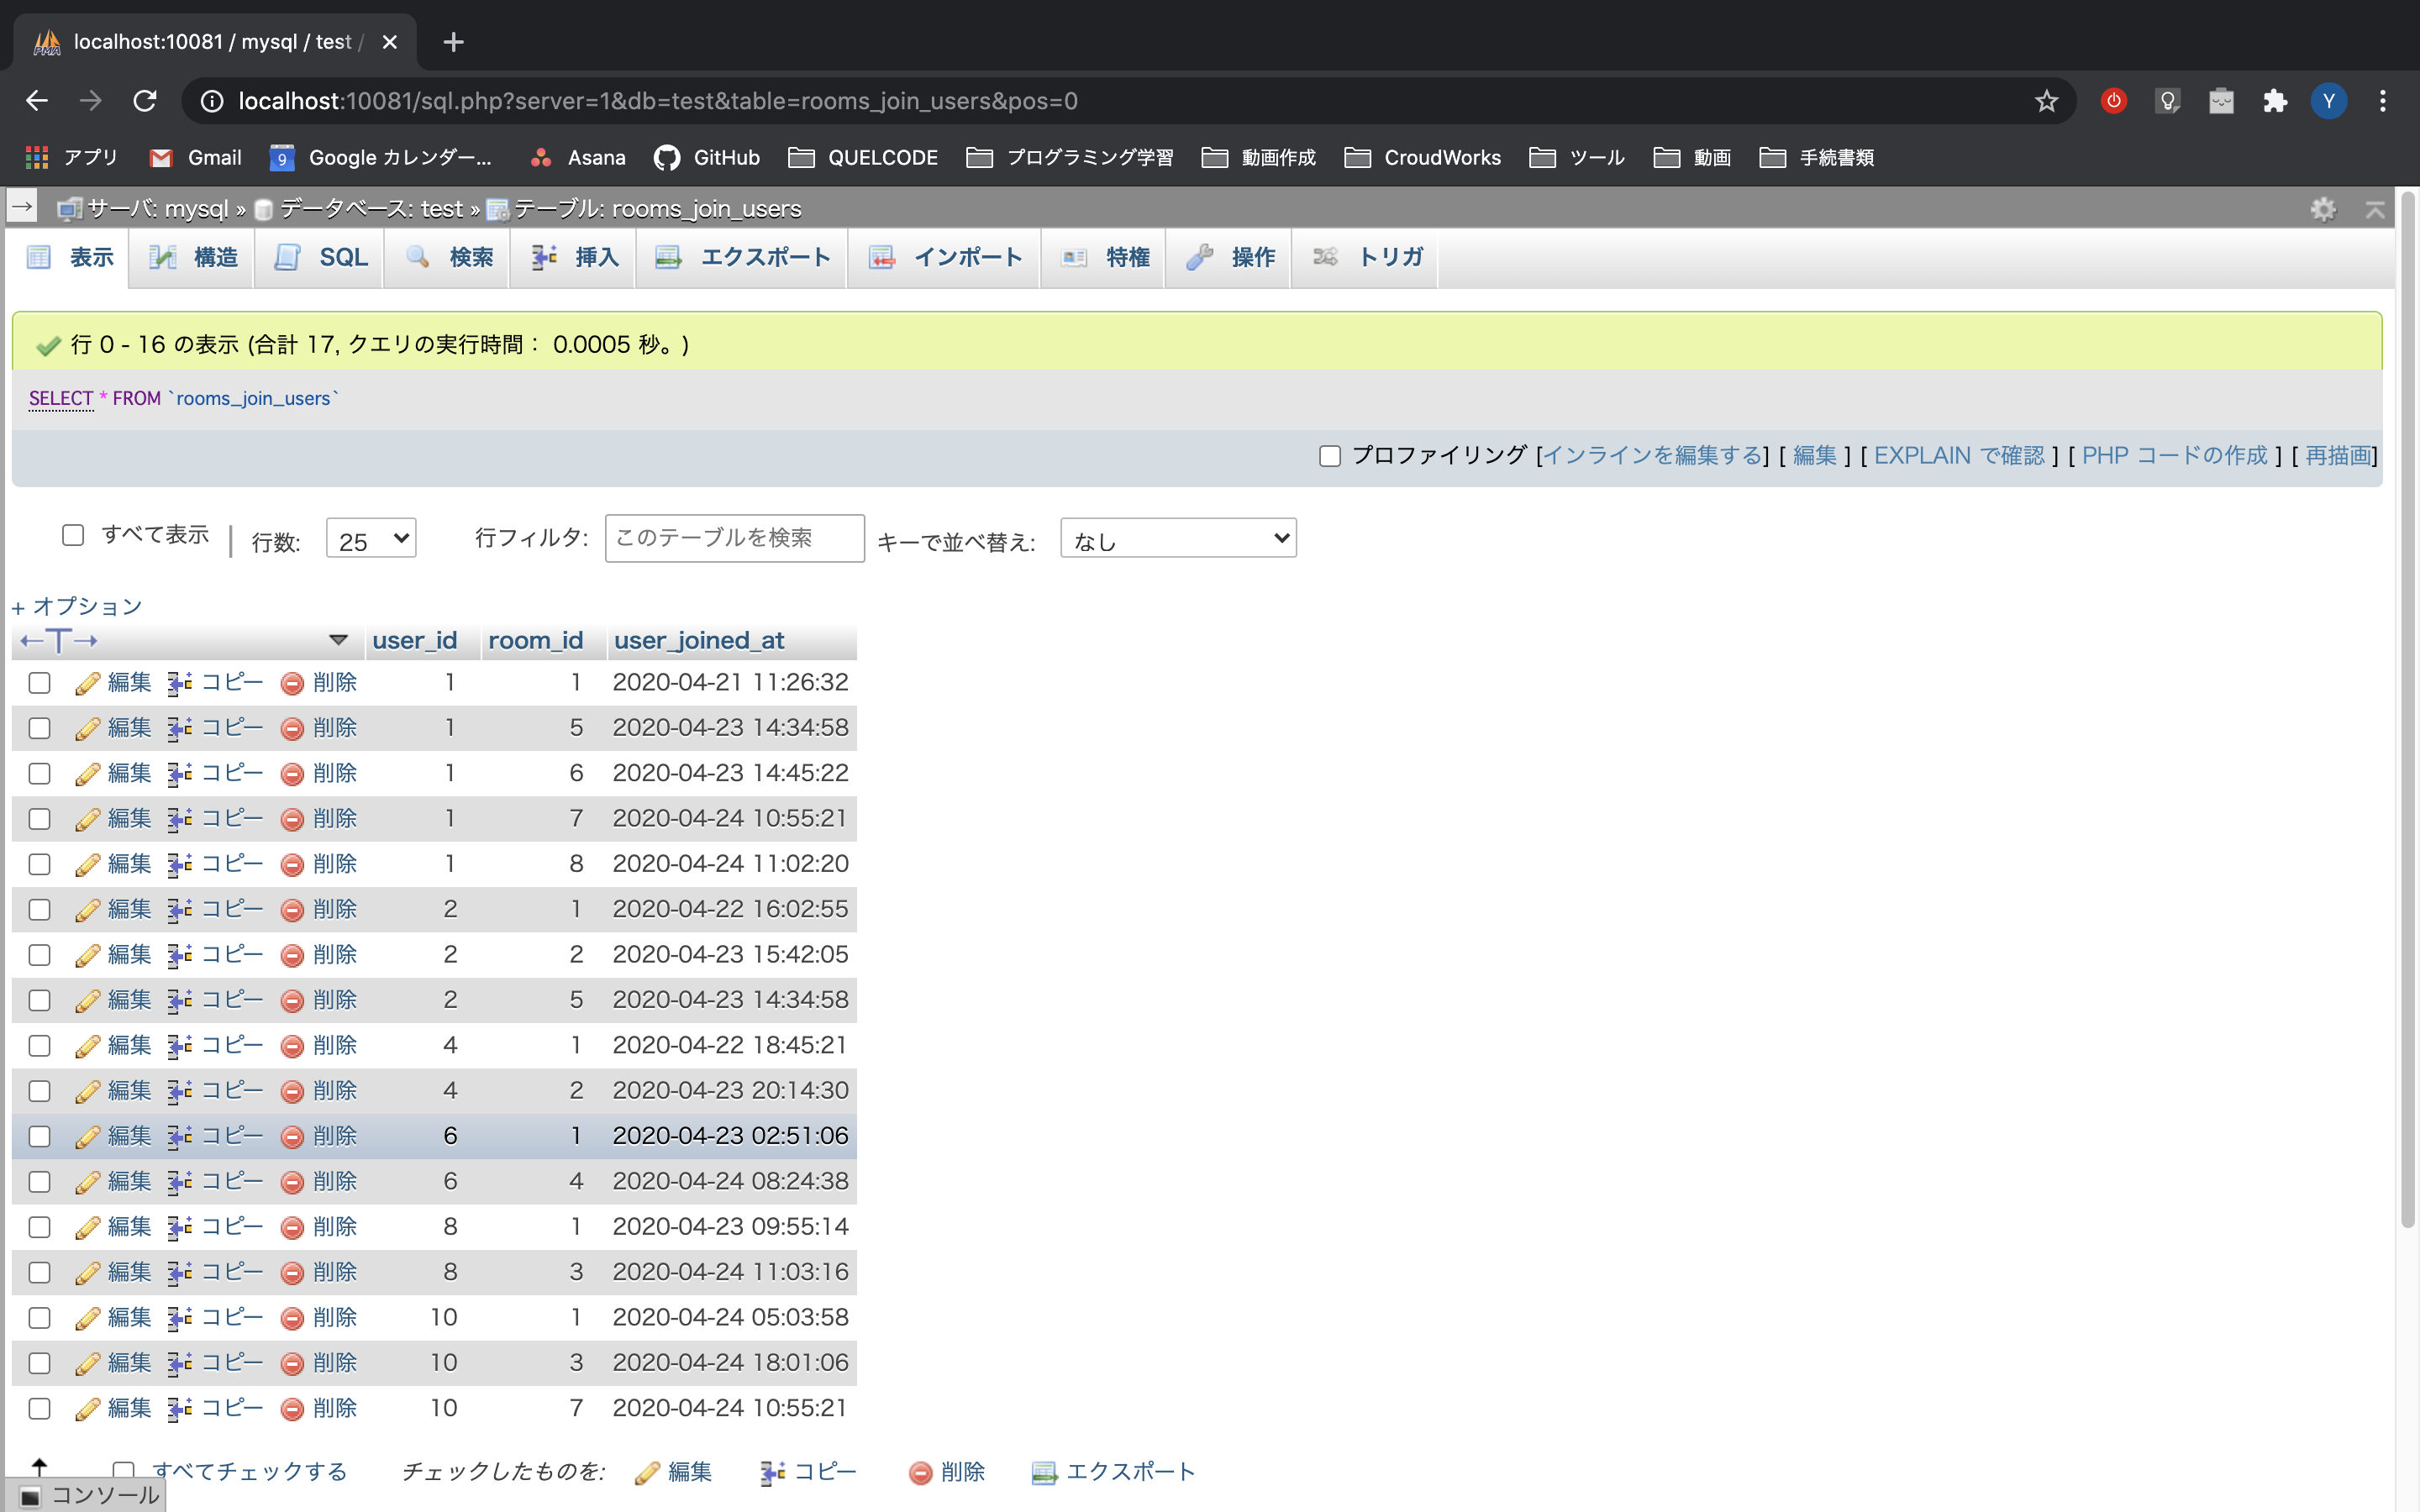 localhost:10081 / mysql / test /
localhost:10081/sql.php?server=1&db=test&table=rooms_join_users&pos=0
Y
アプリ Gmail 9 Google カレンダー... Asana GitHub QUELCODE プログラミング学習 動画作成 CroudWorks ツール 動画 手続書類
→ サーバ: mysql » データベース: test » テーブル: rooms_join_users
表示 構造 SQL 検索 挿入 エクスポート インポート 特権 操作 トリガ
行 0 - 16 の表示 (合計 17, クエリの実行時間： 0.0005 秒。)
SELECT * FROM `rooms_join_users`
プロファイリング [インラインを編集する] [ 編集 ] [ EXPLAIN で確認 ] [ PHP コードの作成 ] [ 再描画]
すべて表示 | 行数: 25 行フィルタ: このテーブルを検索 キーで並べ替え: なし
+ オプション
←T→ user_id room_id user_joined_at
編集 コピー 削除 1 1 2020-04-21 11:26:32
編集 コピー 削除 1 5 2020-04-23 14:34:58
編集 コピー 削除 1 6 2020-04-23 14:45:22
編集 コピー 削除 1 7 2020-04-24 10:55:21
編集 コピー 削除 1 8 2020-04-24 11:02:20
編集 コピー 削除 2 1 2020-04-22 16:02:55
編集 コピー 削除 2 2 2020-04-23 15:42:05
編集 コピー 削除 2 5 2020-04-23 14:34:58
編集 コピー 削除 4 1 2020-04-22 18:45:21
編集 コピー 削除 4 2 2020-04-23 20:14:30
編集 コピー 削除 6 1 2020-04-23 02:51:06
編集 コピー 削除 6 4 2020-04-24 08:24:38
編集 コピー 削除 8 1 2020-04-23 09:55:14
編集 コピー 削除 8 3 2020-04-24 11:03:16
編集 コピー 削除 10 1 2020-04-24 05:03:58
編集 コピー 削除 10 3 2020-04-24 18:01:06
編集 コピー 削除 10 7 2020-04-24 10:55:21
すべてチェックする チェックしたものを: 編集 コピー 削除 エクスポート
コンソール